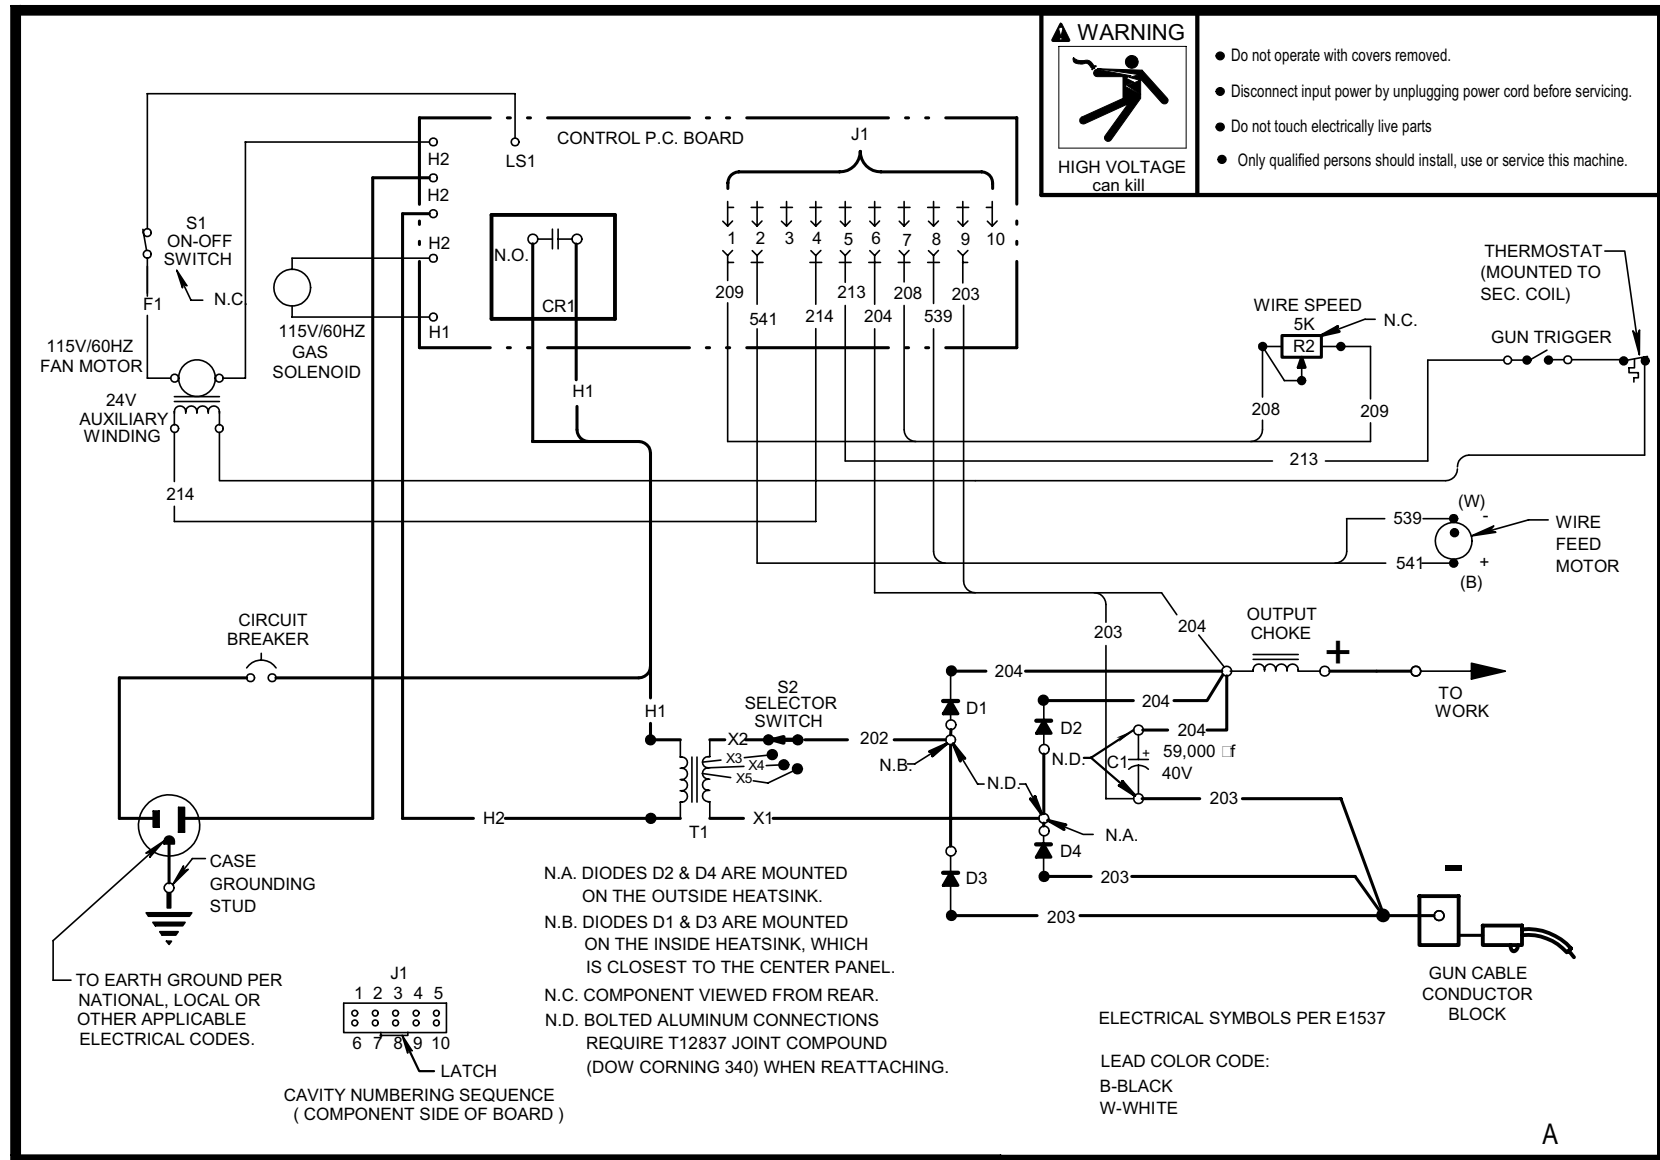 WARNING
HIGH VOLTAGE
can kill
● Do not operate with covers removed.
● Disconnect input power by unplugging power cord before servicing.
● Do not touch electrically live parts
● Only qualified persons should install, use or service this machine.
CONTROL P.C. BOARD
J1
H2
LS1
H2
H2
H1
N.O.
CR1
1 2 3 4 5 6 7 8 9 10
209
541
214
213
204
208
539
203
S1
ON-OFF
SWITCH
N.C.
F1
115V/60HZ
GAS
SOLENOID
115V/60HZ
FAN MOTOR
24V
AUXILIARY
WINDING
214
H1
WIRE SPEED
5K
R2
N.C.
208
209
GUN TRIGGER
THERMOSTAT
(MOUNTED TO
SEC. COIL)
213
(W)
539
-
541
+
(B)
WIRE
FEED
MOTOR
CIRCUIT
BREAKER
203
204
OUTPUT
CHOKE
+
TO
WORK
204
D1
204
D2
204
N.D.
C1
+
59,000 □f
40V
H1
S2
SELECTOR
SWITCH
X2
X3
X4
X5
202
N.B.
N.D.
203
H2
T1
X1
N.A.
D4
203
D3
203
-
CASE
GROUNDING
STUD
TO EARTH GROUND PER
NATIONAL, LOCAL OR
OTHER APPLICABLE
ELECTRICAL CODES.
N.A. DIODES D2 & D4 ARE MOUNTED
ON THE OUTSIDE HEATSINK.
N.B. DIODES D1 & D3 ARE MOUNTED
ON THE INSIDE HEATSINK, WHICH
IS CLOSEST TO THE CENTER PANEL.
N.C. COMPONENT VIEWED FROM REAR.
N.D. BOLTED ALUMINUM CONNECTIONS
REQUIRE T12837 JOINT COMPOUND
(DOW CORNING 340) WHEN REATTACHING.
GUN CABLE
CONDUCTOR
BLOCK
J1
1 2 3 4 5
6 7 8 9 10
LATCH
CAVITY NUMBERING SEQUENCE
( COMPONENT SIDE OF BOARD )
ELECTRICAL SYMBOLS PER E1537
LEAD COLOR CODE:
B-BLACK
W-WHITE
A